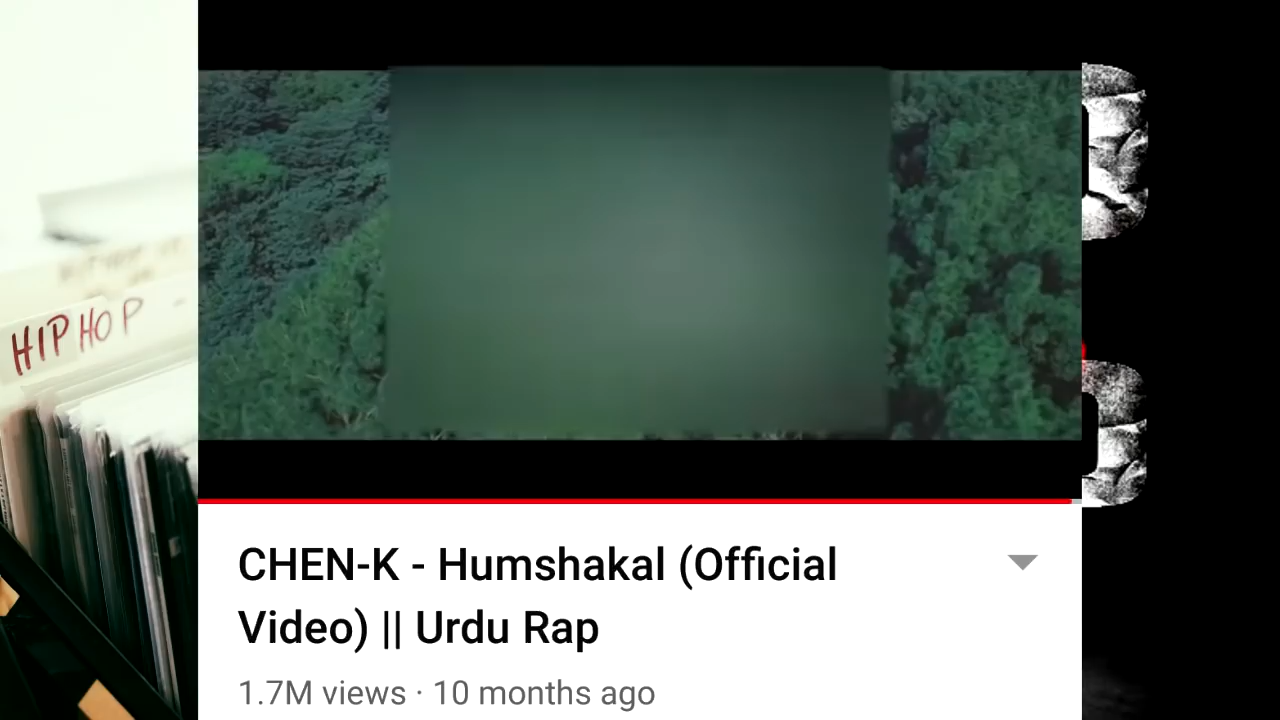 HIP HOP
CHEN-K - Humshakal (Official
Video) || Urdu Rap
1.7M views · 10 months ago